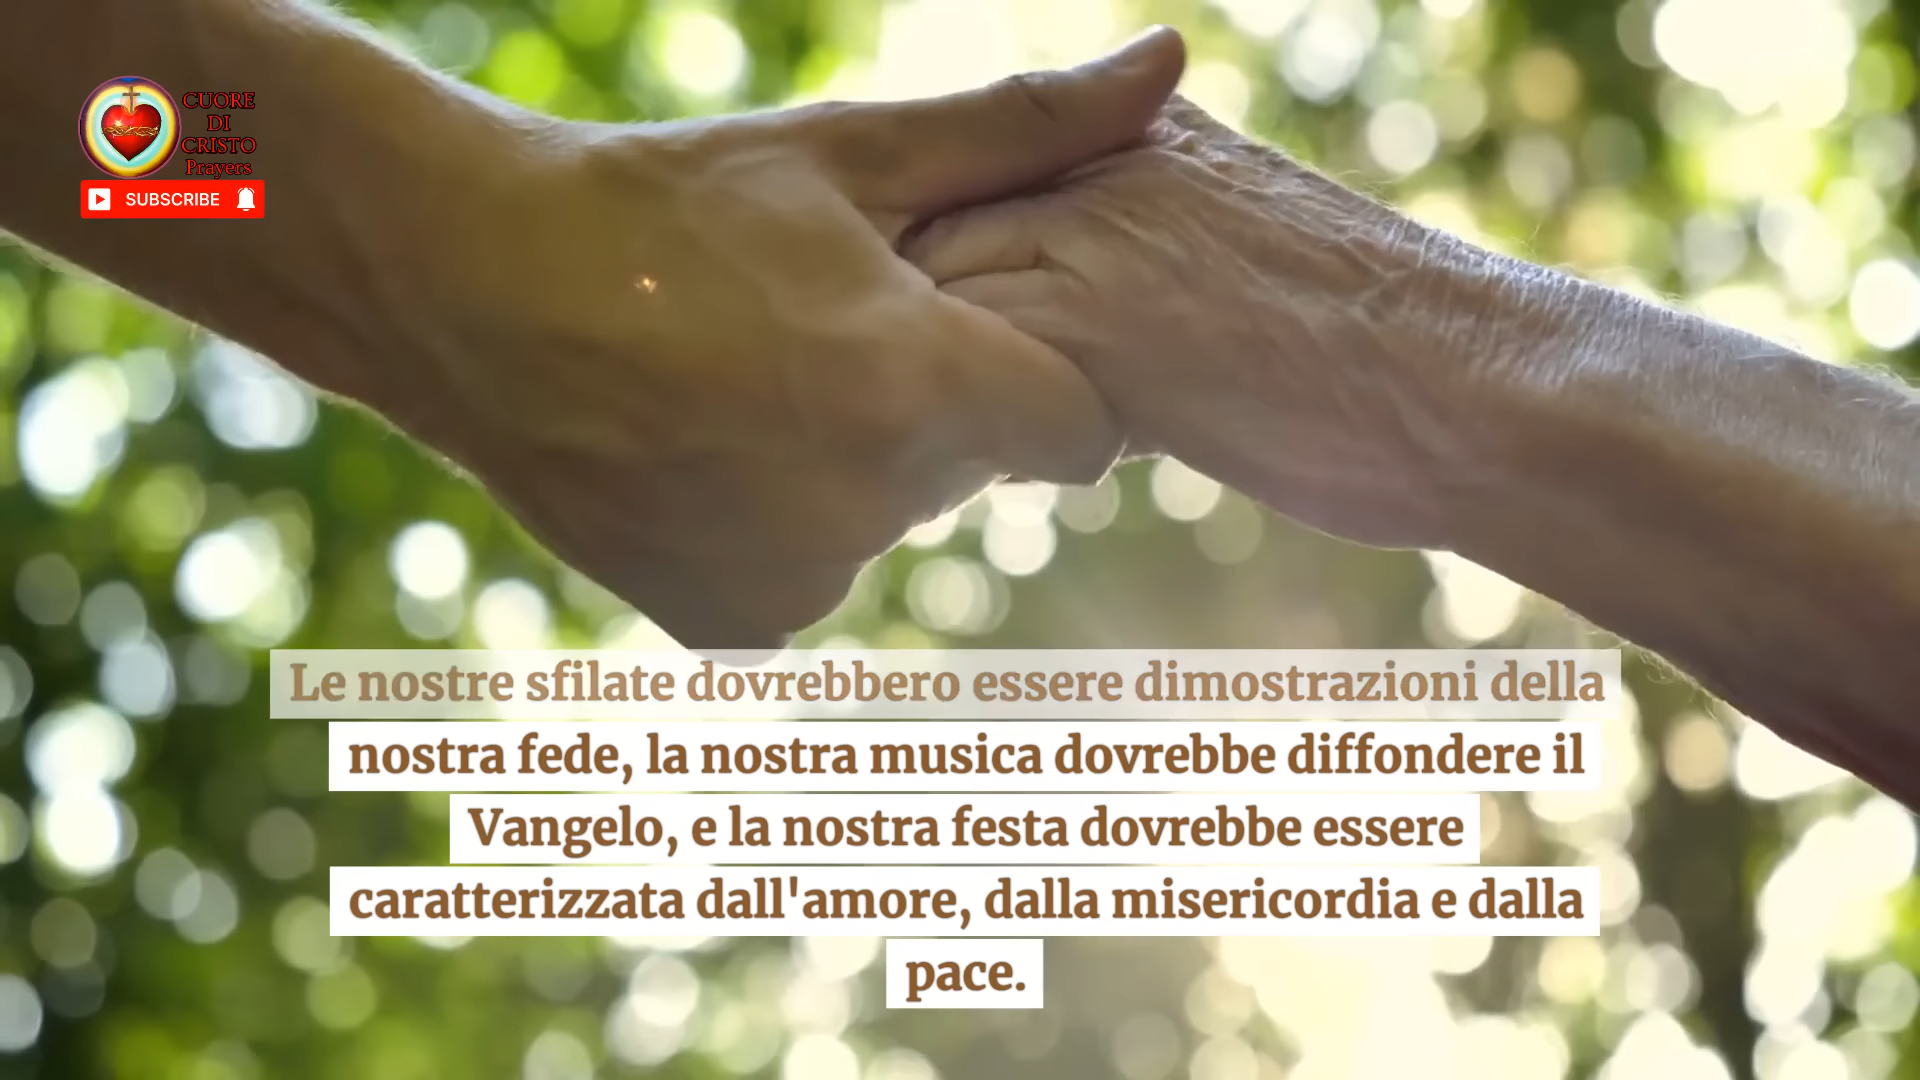 CUORE
DI
CRISTO
Prayers
SUBSCRIBE
Le nostre sfilate dovrebbero essere dimostrazioni della
nostra fede, la nostra musica dovrebbe diffondere il
Vangelo, e la nostra festa dovrebbe essere
caratterizzata dall'amore, dalla misericordia e dalla
pace.